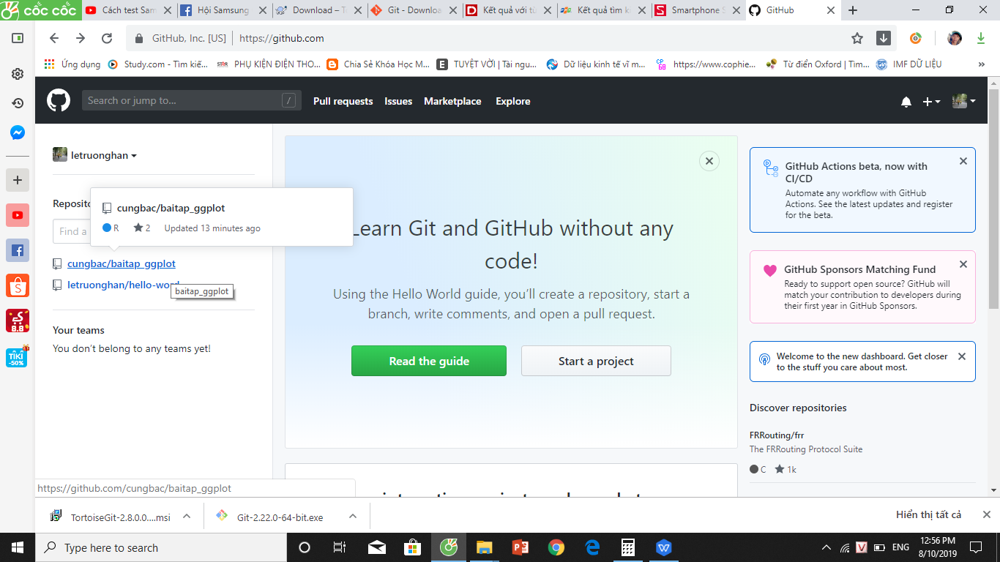 cốc cốc
Cách test Sam
Hội Samsung
Download – T
Git - Downloa
Kết quả với từ
Kết quả tìm k
Smartphone S
GitHub
GitHub, Inc. [US] https://github.com
Ứng dụng
Study.com - Tìm kiế...
PHỤ KIỆN ĐIỆN THO...
Chia Sẻ Khóa Học M...
TUYỆT VỜI | Tài ngu...
Dữ liệu kinh tế vĩ m...
https://www.cophie...
Từ điển Oxford | Tim...
IMF DỮ LIỆU
Search or jump to...
/
Pull requests
Issues
Marketplace
Explore
letruonghan
Reposito
cungbac/baitap_ggplot
R 2 Updated 13 minutes ago
Find a
cungbac/baitap_ggplot
letruonghan/hello-word
baitap_ggplot
Your teams
You don’t belong to any teams yet!
Learn Git and GitHub without any
code!
Using the Hello World guide, you’ll create a repository, start a
branch, write comments, and open a pull request.
Read the guide
Start a project
GitHub Actions beta, now with
CI/CD
Automate any workflow with GitHub
Actions. See the latest updates and register
for the beta.
GitHub Sponsors Matching Fund
Ready to support open source? GitHub will
match your contribution to developers during
their first year in GitHub Sponsors.
Welcome to the new dashboard. Get closer
to the stuff you care about most.
Discover repositories
FRRouting/frr
The FRRouting Protocol Suite
C 1k
https://github.com/cungbac/baitap_ggplot
8.8
TIKI
-50%
TortoiseGit-2.8.0.0....msi
Git-2.22.0-64-bit.exe
Hiển thị tất cả
Type here to search
ENG
12:56 PM
8/10/2019